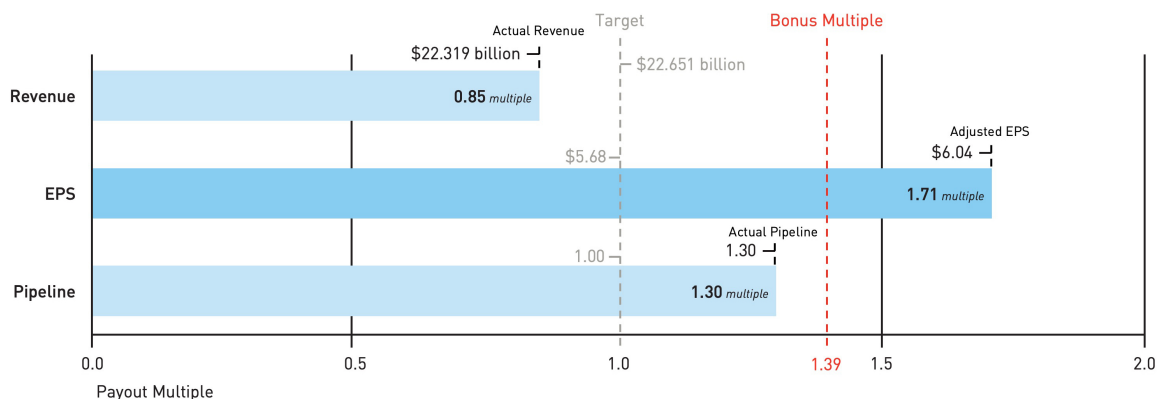 Target
Bonus Multiple
Actual Revenue
$22.319 billion
$22.651 billion
Revenue
0.85 multiple
Adjusted EPS
$6.04
$5.68
EPS
1.71 multiple
Actual Pipeline
1.30
1.00
Pipeline
1.30 multiple
0.0 0.5 1.0 1.39 1.5 2.0
Payout Multiple